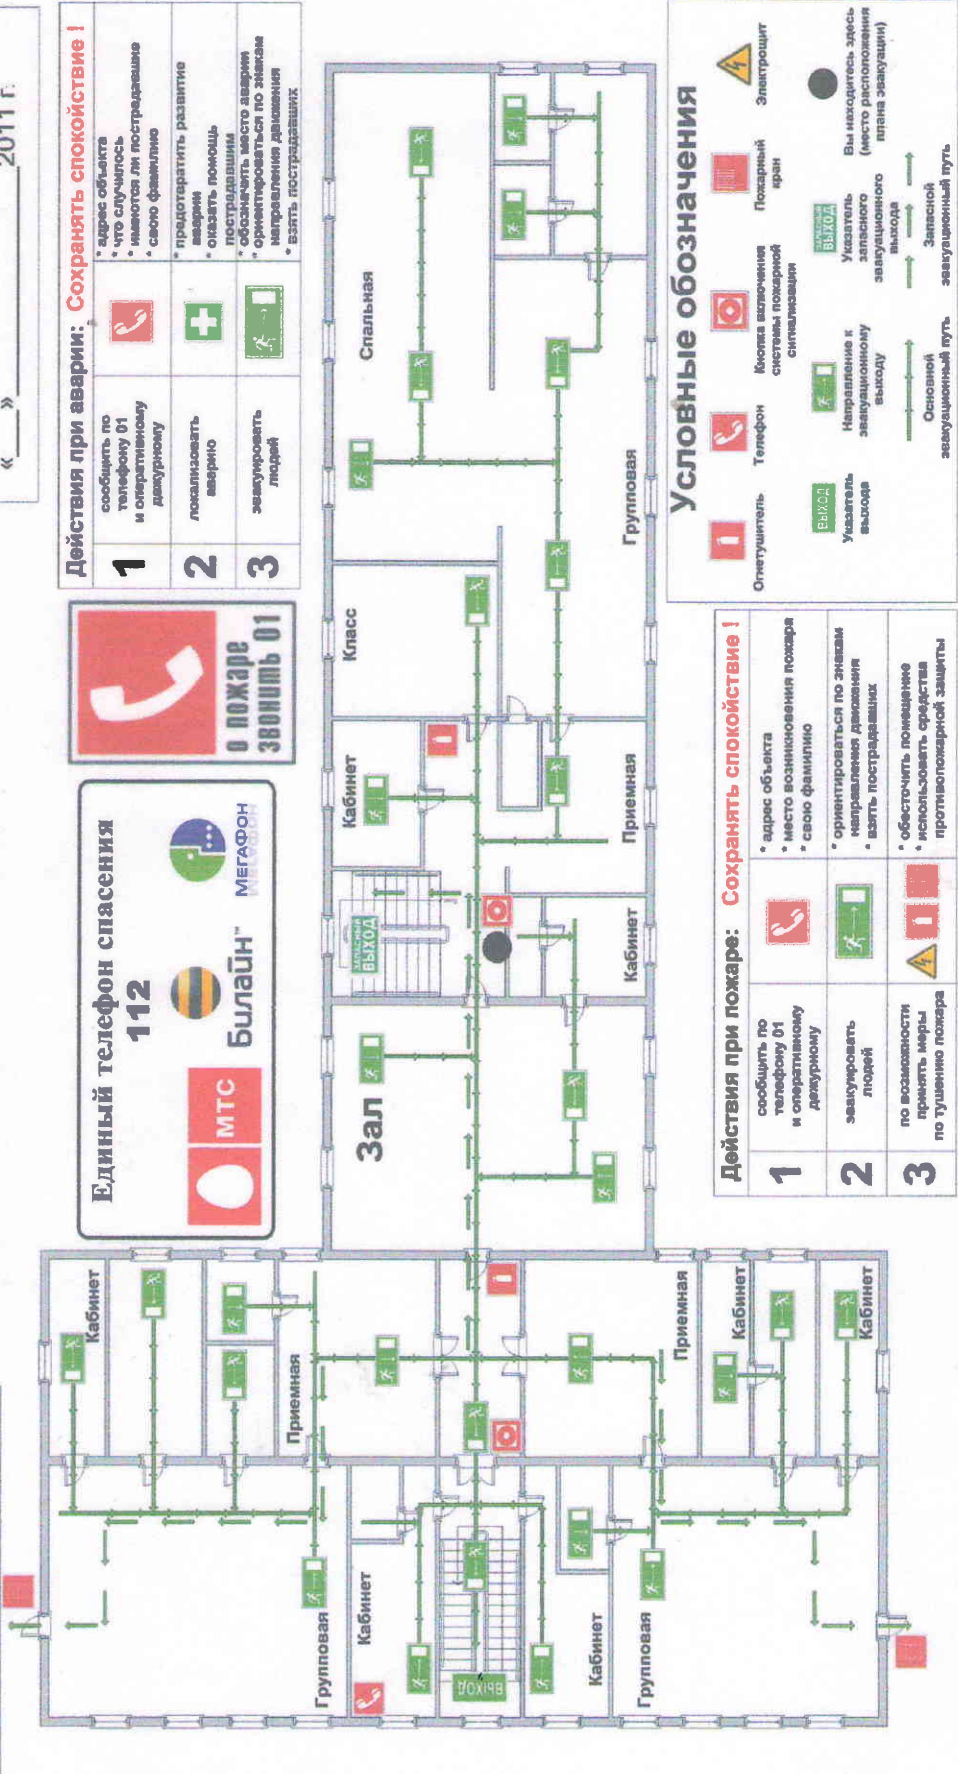 « ___ » ______________ 2011 г.
Единый телефон спасения
112
МТС
Билайн™
МЕГАФОН
О ПОЖАРЕ
ЗВОНИТЬ 01
Действия при аварии: Сохранять спокойствие !
1
сообщить по
телефону 01
и оперативному
дежурному
* адрес объекта
* что случилось
* имеются ли пострадавшие
* свою фамилию
2
локализовать
аварию
* предотвратить развитие
аварии
* оказать помощь
пострадавшим
3
эвакуировать
людей
* обозначить место аварии
* ориентироваться по знакам
направления движения
* взять пострадавших
Кабинет
Приемная
Групповая
Кабинет
ВЫХОД
Кабинет
Групповая
Приемная
Кабинет
Кабинет
Зал
ЗАПАСНЫЙ
ВЫХОД
Кабинет
Кабинет
Приемная
Класс
Спальная
Групповая
Действия при пожаре: Сохранять спокойствие !
1
сообщить по
телефону 01
и оперативному
дежурному
* адрес объекта
* место возникновения пожара
* свою фамилию
2
эвакуировать
людей
* ориентироваться по знакам
направления движения
* взять пострадавших
3
по возможности
принять меры
по тушению пожара
* обесточить помещение
* использовать средства
противопожарной защиты
Условные обозначения
Огнетушитель
Телефон
Кнопка включения
системы пожарной
сигнализации
Пожарный
кран
Электрощит
ВЫХОД
Указатель
выхода
Направление к
эвакуационному
выходу
ЗАПАСНЫЙ
ВЫХОД
Указатель
запасного
эвакуационного
выхода
Вы находитесь здесь
(место расположения
плана эвакуации)
Основной
эвакуационный путь
Запасной
эвакуационный путь